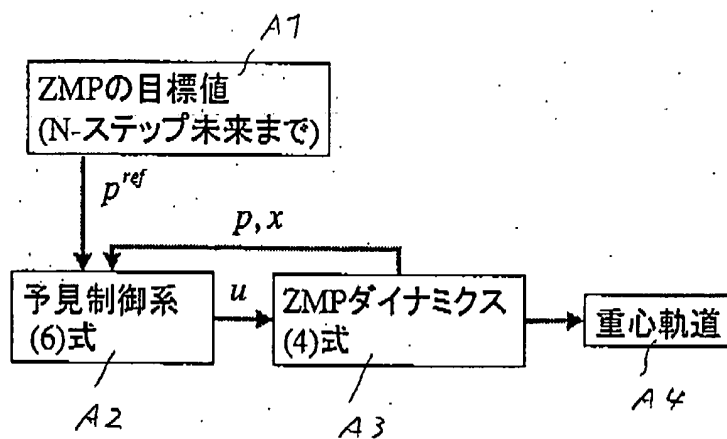 A1
ZMPの目標値
(N-ステップ未来まで)
p^ref
p, x
予見制御系
(6)式
u
ZMPダイナミクス
(4)式
重心軌道
A2
A3
A4